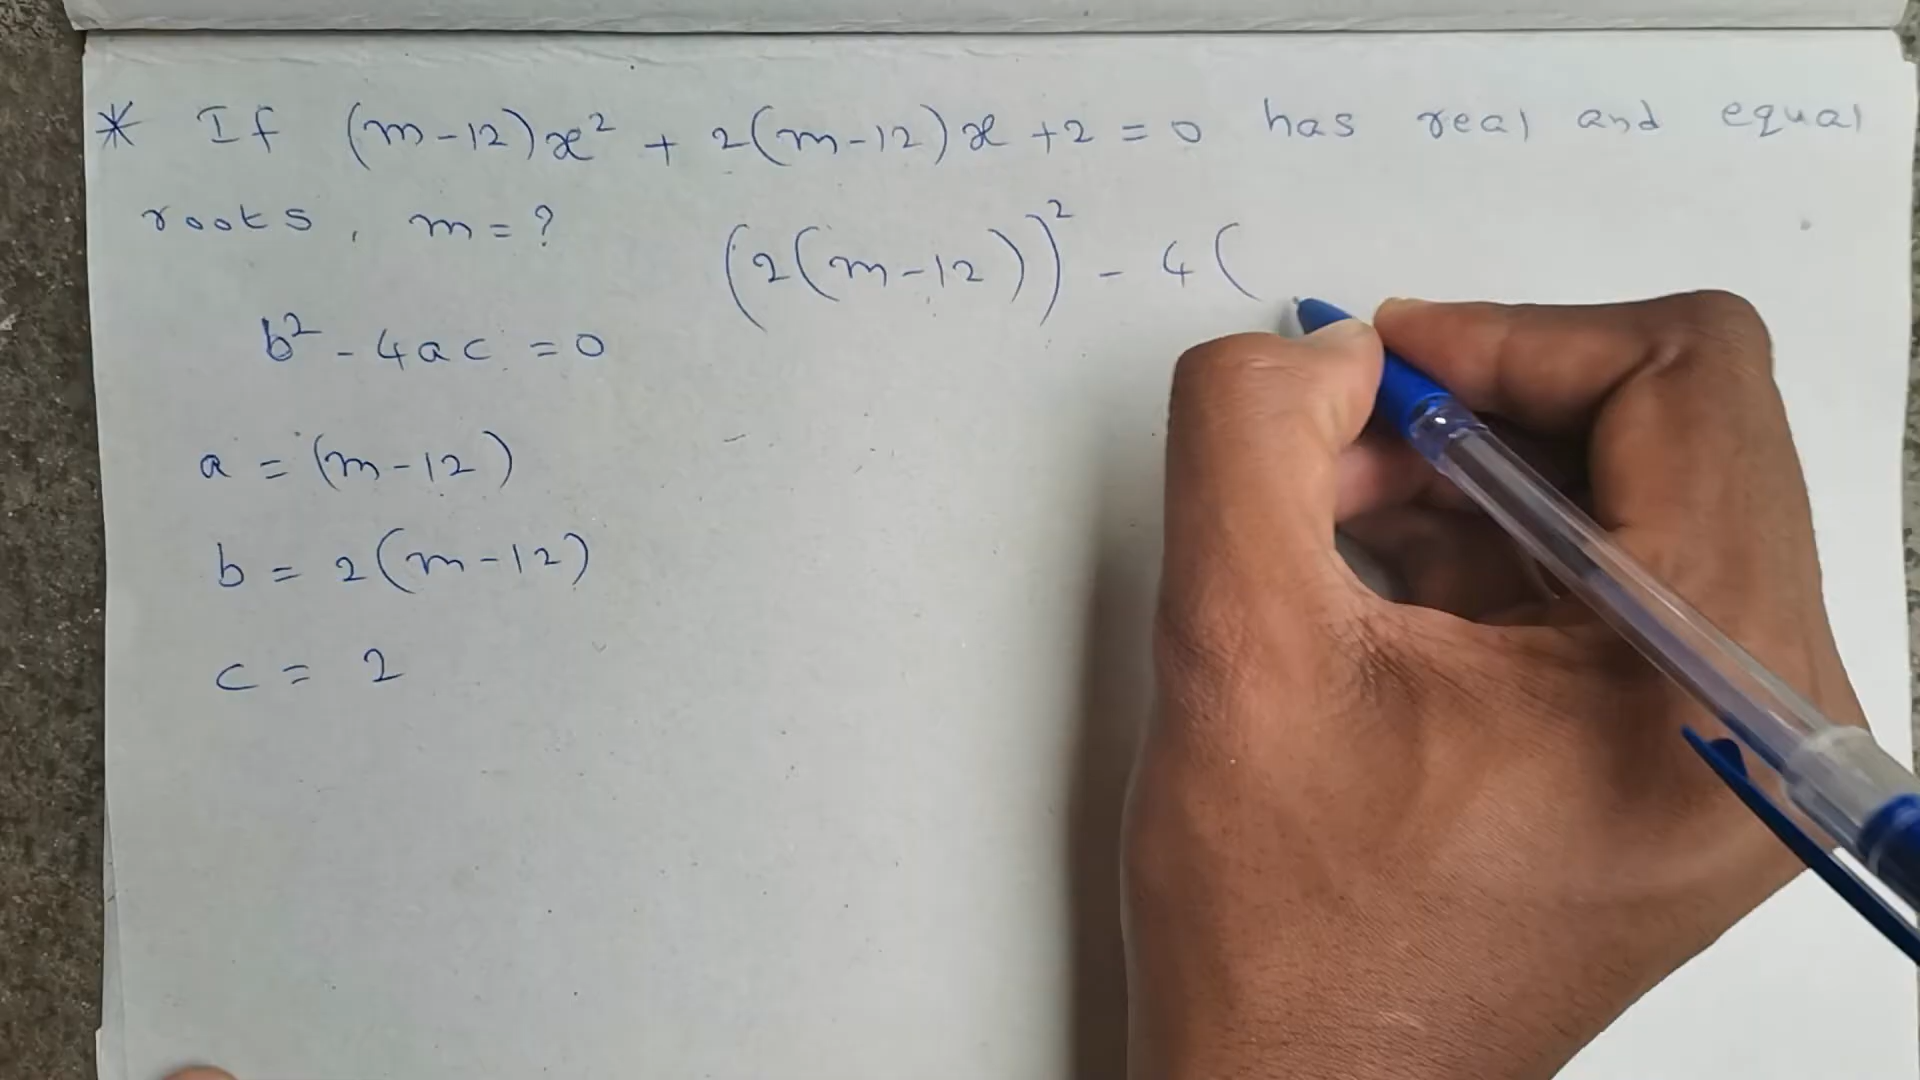 * If (m-12)x² + 2(m-12)x +2 = 0 has real and equal
roots, m = ?
(2(m-12))² - 4(
b² - 4ac = 0
a = (m-12)
b = 2(m-12)
c = 2